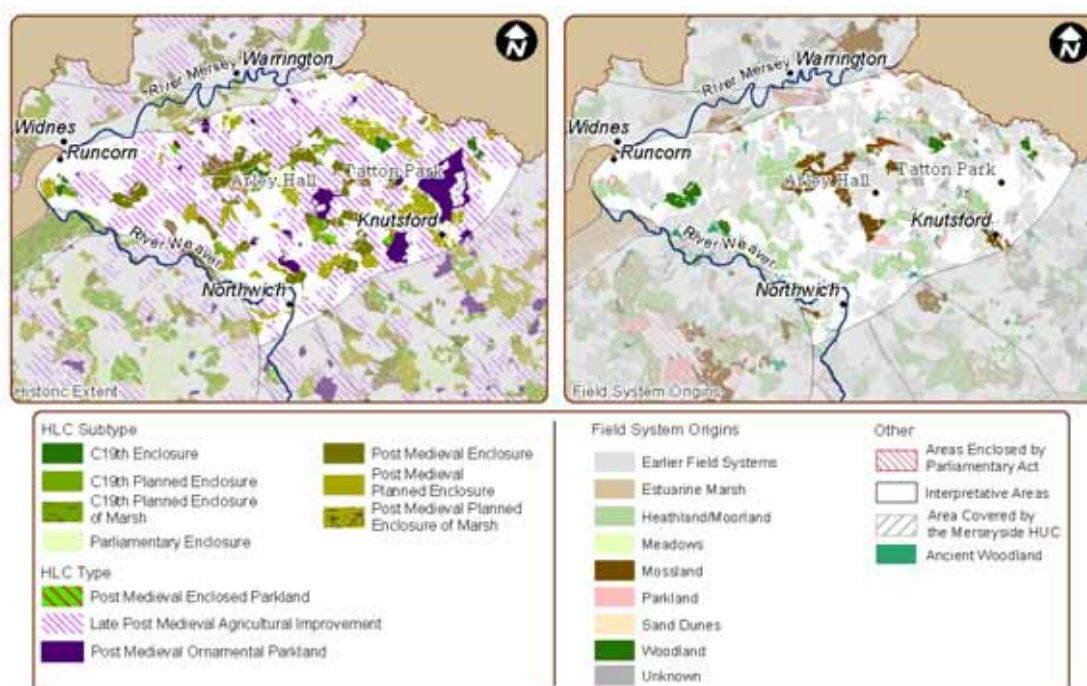 N
Warrington
River Mersey
Widnes
Runcorn
Tatton Park
Arley Hall
Knutsford
River Weaver
Northwich
Historic Extent
N
Warrington
River Mersey
Widnes
Runcorn
Tatton Park
Arley Hall
Knutsford
River Weaver
Northwich
Field System Origins
HLC Subtype
C19th Enclosure
C19th Planned Enclosure
C19th Planned Enclosure
of Marsh
Parliamentary Enclosure
Post Medieval Enclosure
Post Medieval
Planned Enclosure
Post Medieval Planned
Enclosure of Marsh
HLC Type
Post Medieval Enclosed Parkland
Late Post Medieval Agricultural Improvement
Post Medieval Ornamental Parkland
Field System Origins
Earlier Field Systems
Estuarine Marsh
Heathland/Moorland
Meadows
Mossland
Parkland
Sand Dunes
Woodland
Unknown
Other
Areas Enclosed by
Parliamentary Act
Interpretative Areas
Area Covered by
the Merseyside HUC
Ancient Woodland